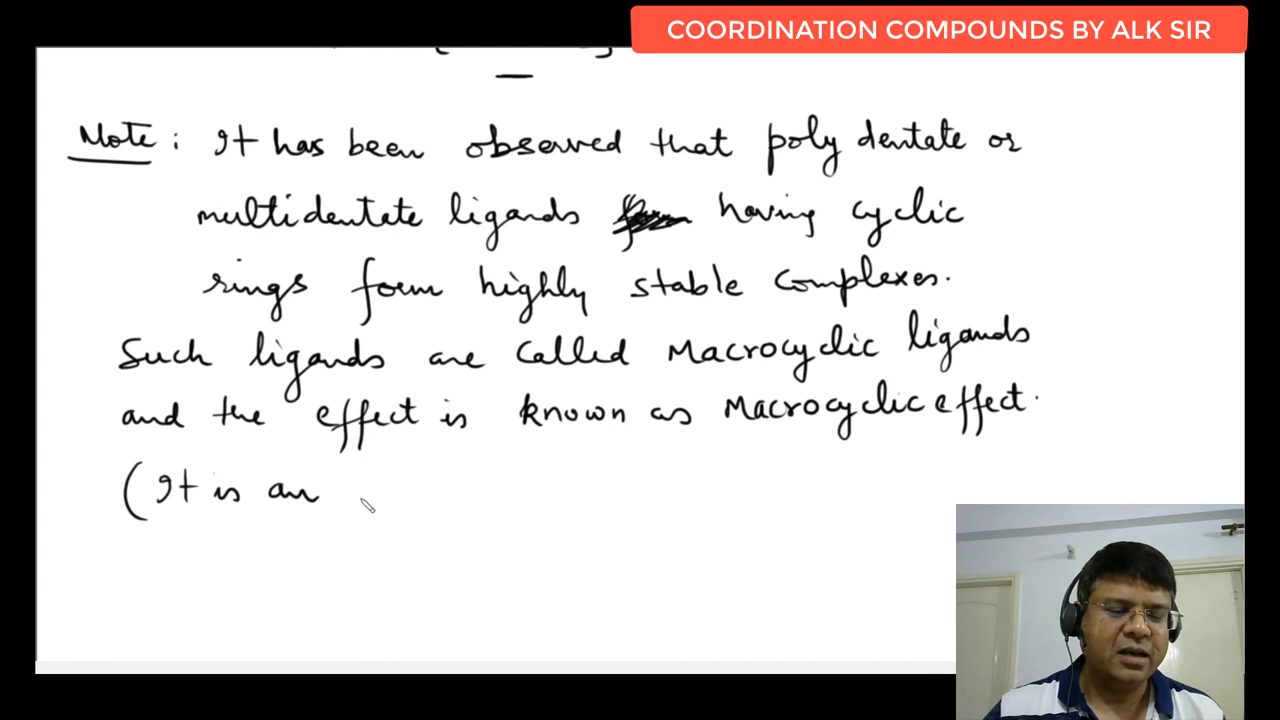 COORDINATION COMPOUNDS BY ALK SIR
Note: It has been observed that poly dentate or
multidentate ligands having cyclic
rings form highly stable complexes.
Such ligands are called Macrocyclic ligands
and the effect is known as Macrocyclic effect.
(It is an